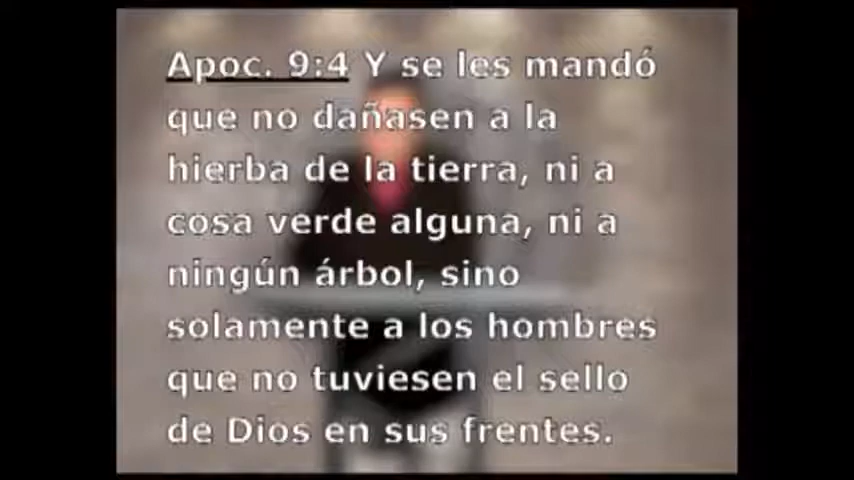 Apoc. 9:4 Y se les mandó
que no dañasen a la
hierba de la tierra, ni a
cosa verde alguna, ni a
ningún árbol, sino
solamente a los hombres
que no tuviesen el sello
de Dios en sus frentes.